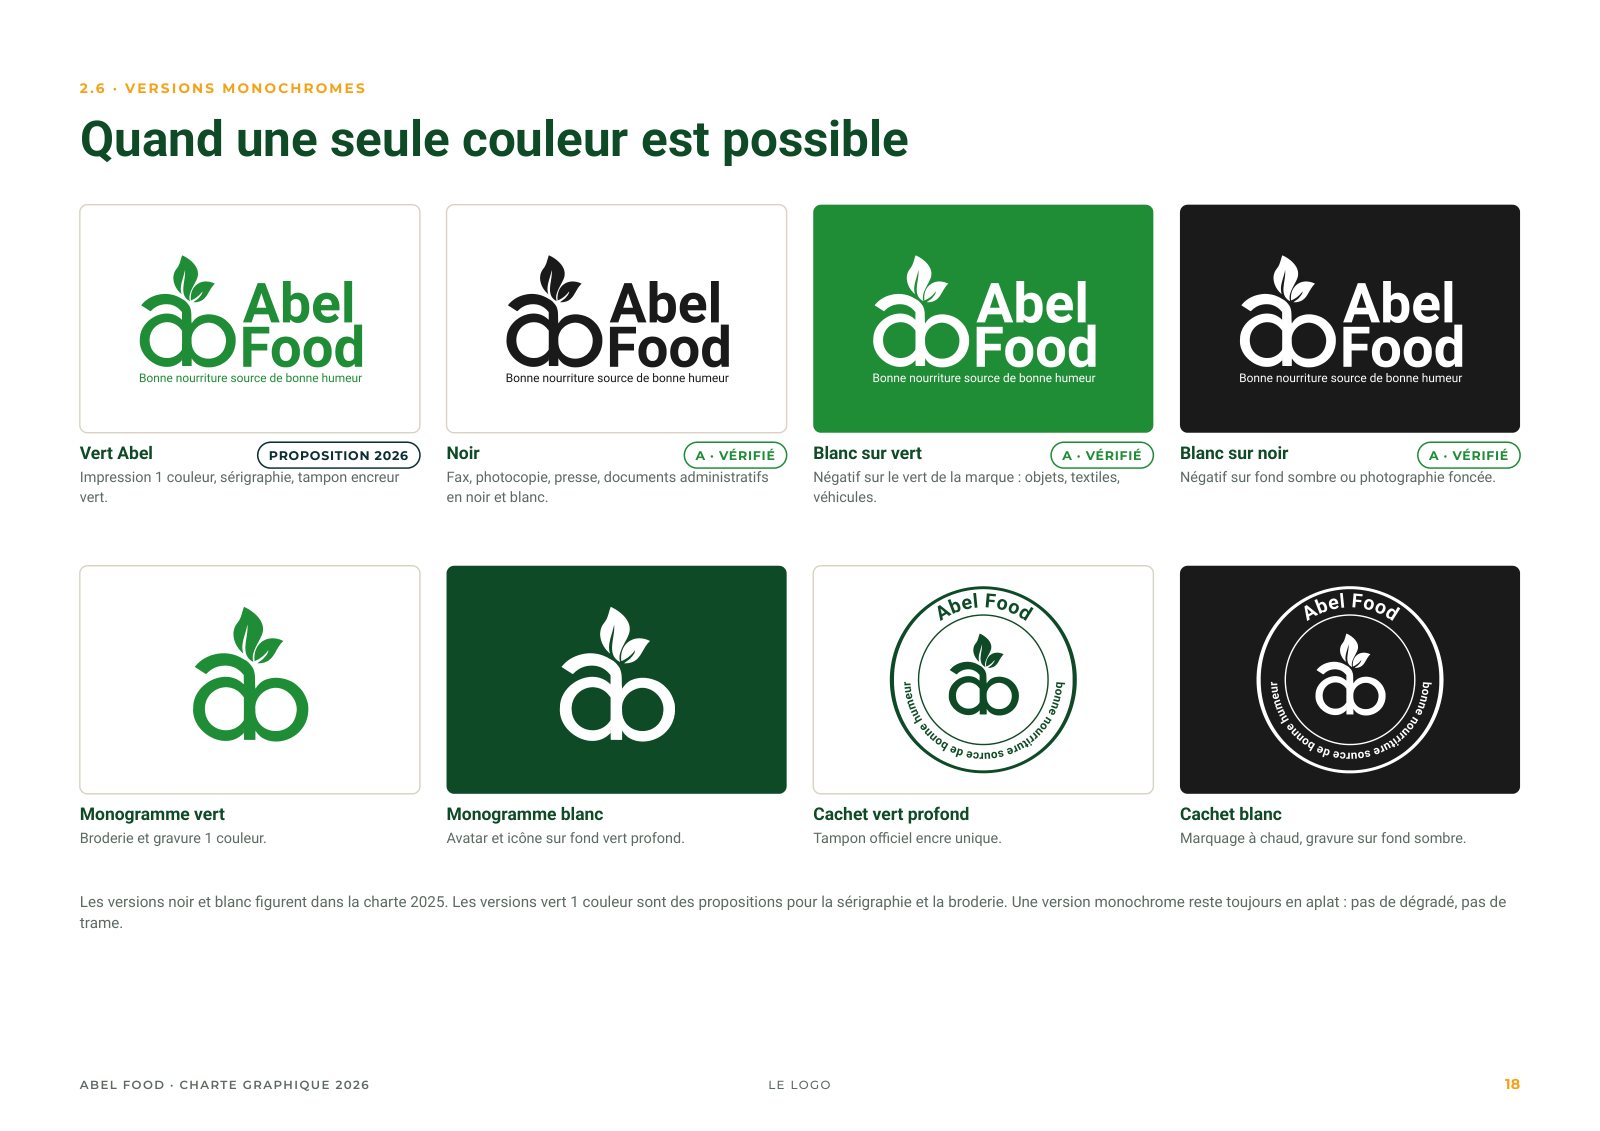 2.6 · VERSIONS MONOCHROMES
Quand une seule couleur est possible
Abel
Food
Bonne nourriture source de bonne humeur
Abel
Food
Bonne nourriture source de bonne humeur
Abel
Food
Bonne nourriture source de bonne humeur
Abel
Food
Bonne nourriture source de bonne humeur
Vert Abel
PROPOSITION 2026
Impression 1 couleur, sérigraphie, tampon encreur
vert.
Noir
A · VÉRIFIÉ
Fax, photocopie, presse, documents administratifs
en noir et blanc.
Blanc sur vert
A · VÉRIFIÉ
Négatif sur le vert de la marque : objets, textiles,
véhicules.
Blanc sur noir
A · VÉRIFIÉ
Négatif sur fond sombre ou photographie foncée.
ab
ab
Abel Food
ab
bonne nourriture source de bonne humeur
Abel Food
ab
bonne nourriture source de bonne humeur
Monogramme vert
Broderie et gravure 1 couleur.
Monogramme blanc
Avatar et icône sur fond vert profond.
Cachet vert profond
Tampon officiel encre unique.
Cachet blanc
Marquage à chaud, gravure sur fond sombre.
Les versions noir et blanc figurent dans la charte 2025. Les versions vert 1 couleur sont des propositions pour la sérigraphie et la broderie. Une version monochrome reste toujours en aplat : pas de dégradé, pas de
trame.
ABEL FOOD · CHARTE GRAPHIQUE 2026
LE LOGO
18